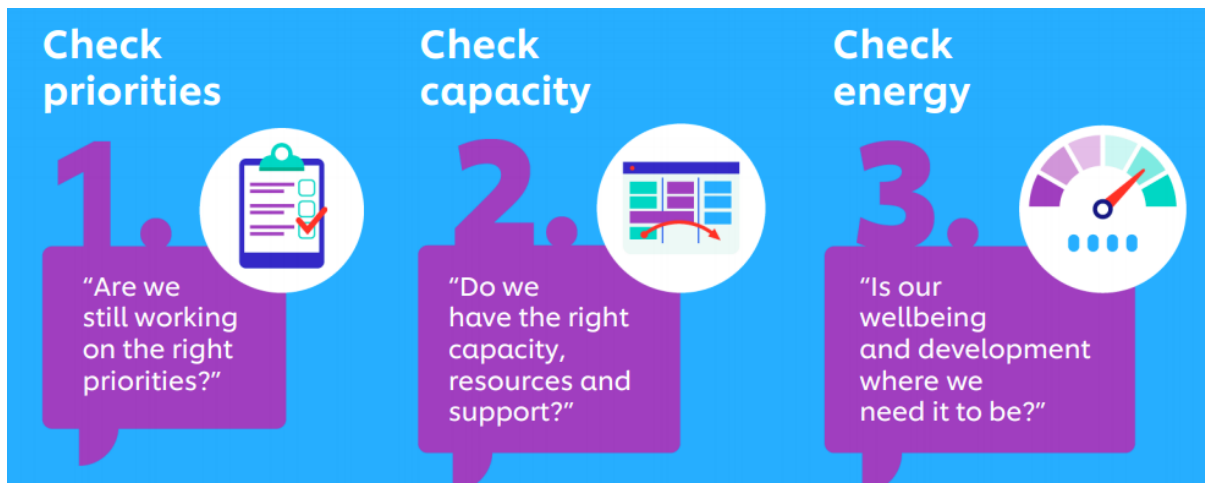 Check
priorities
1.
“Are we
still working
on the right
priorities?”
Check
capacity
2.
“Do we
have the right
capacity,
resources and
support?”
Check
energy
3.
“Is our
wellbeing
and development
where we
need it to be?”